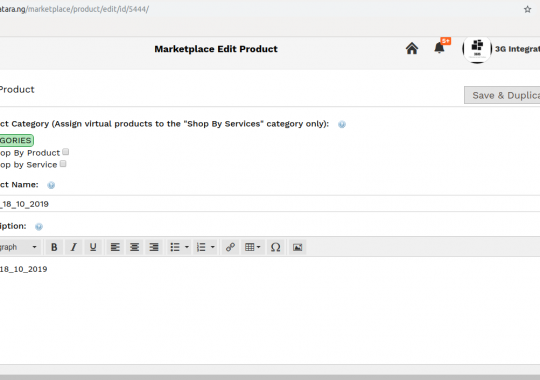 atara.ng/marketplace/product/edit/id/5444/
Marketplace Edit Product
5+
3G Integrat
Product
Save & Duplica
ct Category (Assign virtual products to the "Shop By Services" category only):
GORIES
op By Product
op by Service
ct Name:
_18_10_2019
iption:
graph
B I U
18_10_2019